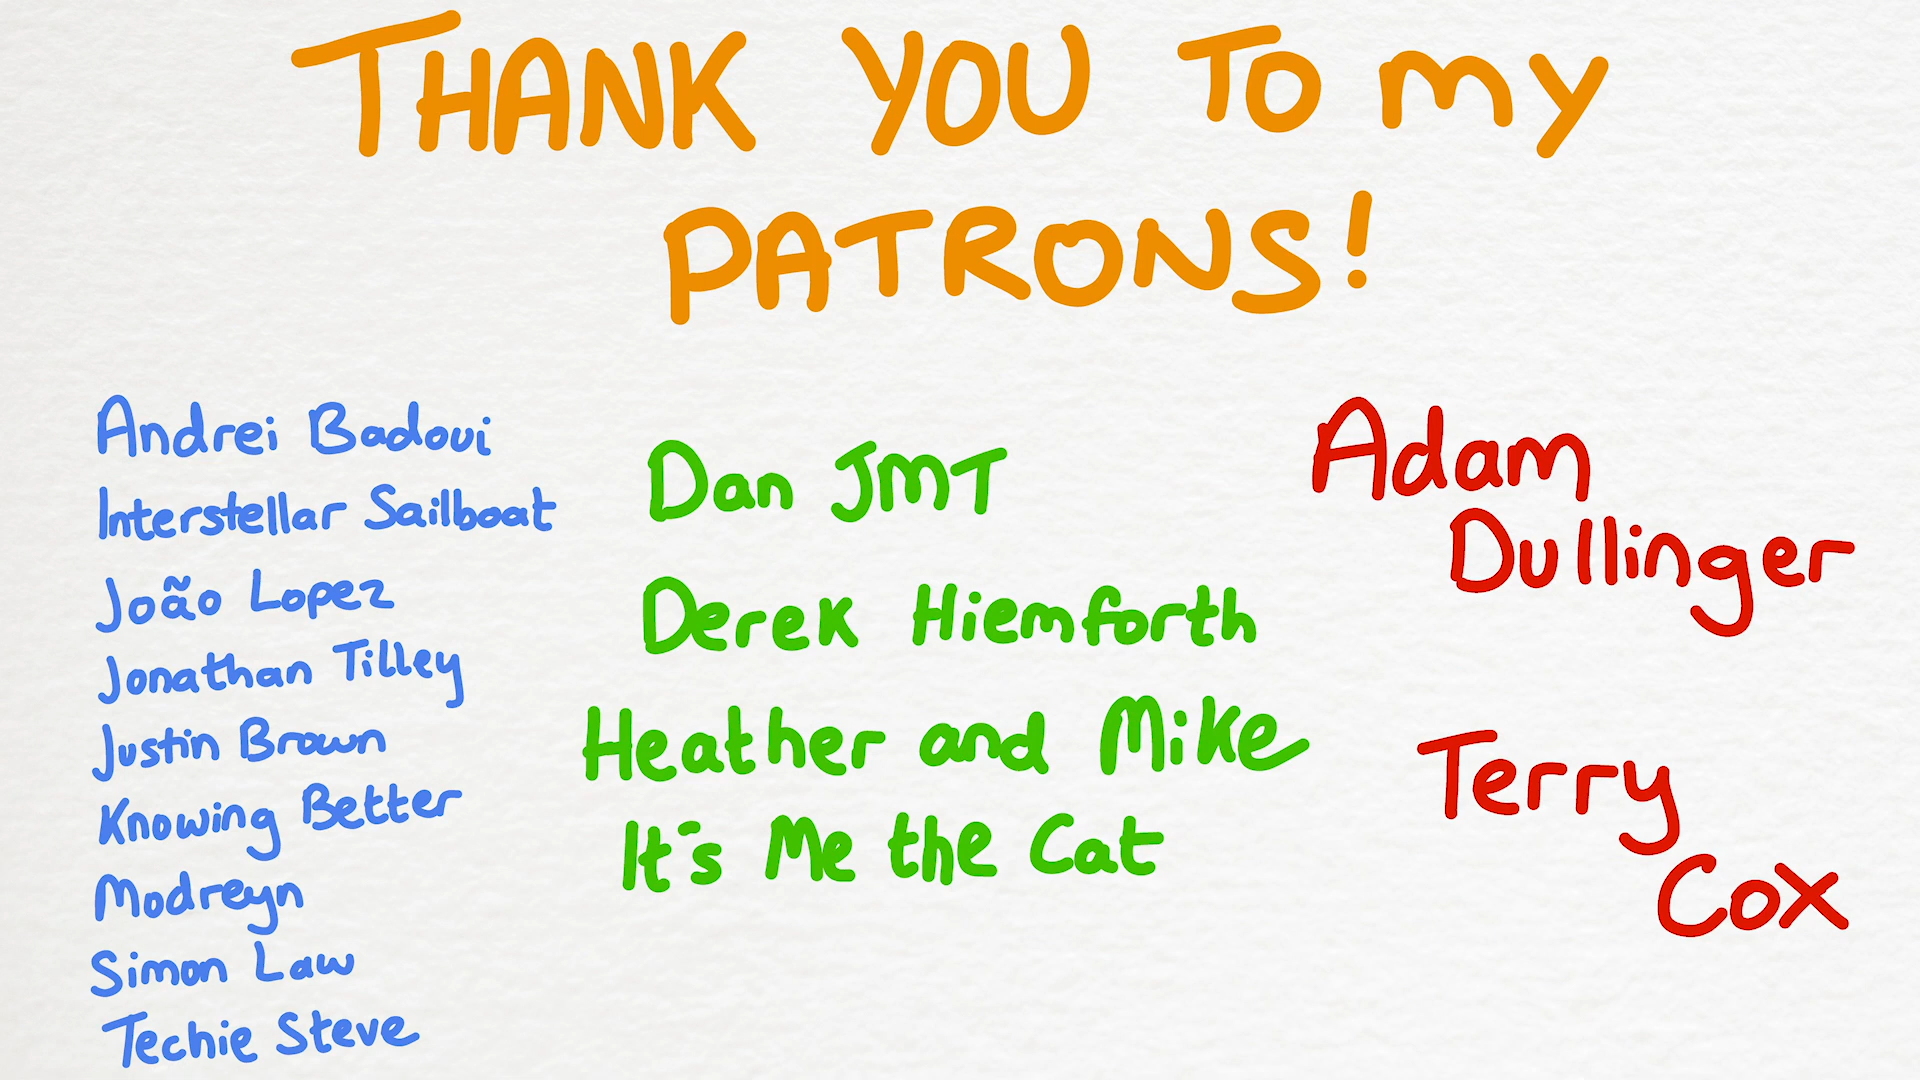 THANK YOU TO MY
PATRONS!
Andrei Badoui
Interstellar Sailboat
João Lopez
Jonathan Tilley
Justin Brown
Knowing Better
Modreyn
Simon Law
Techie Steve
Dan JMT
Derek Hiemforth
Heather and Mike
It's Me the Cat
Adam
Dullinger
Terry
Cox